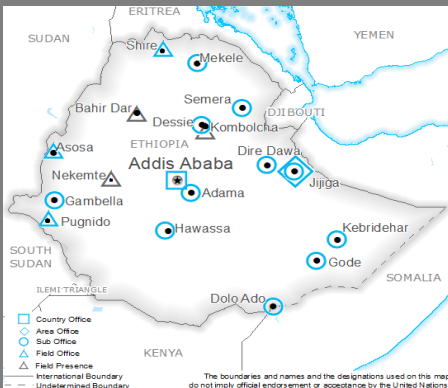 ERITREA
SUDAN
YEMEN
Shire
Mekele
Semera
Bahir Dar
DJIBOUTI
Dessie
Kombolcha
ETHIOPIA
Asosa
Addis Ababa
Dire Dawa
Nekemte
Jijiga
Gambella
Adama
Pugnido
Hawassa
Kebridehar
SOUTH
SUDAN
Gode
SOMALIA
ILEMI TRIANGLE
Dolo Ado
KENYA
Country Office
Area Office
Sub Office
Field Office
Field Presence
International Boundary
Undetermined Boundary
The boundaries and names and the designations used on this map
do not imply official endorsement or acceptance by the United Nations